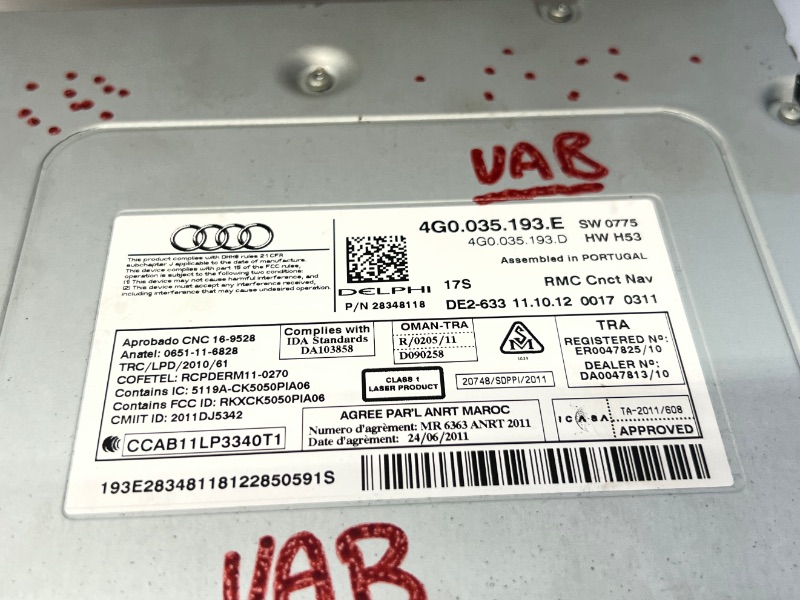 UAB
4G0.035.193.E SW 0775
4G0.035.193.D HW H53
Assembled in PORTUGAL
This product complies with DHHS rules 21 CFR
subchapter J applicable at date of manufacture.
This device complies with part 15 of the FCC rules,
operation is subject to the following two conditions:
(1) This device may not cause harmful interference, and
(2) This device must accept any interference received,
including interference that may cause undesired operation.
DELPHI 17S RMC Cnct Nav
P/N 28348118 DE2-633 11.10.12 0017 0311
Aprobado CNC 16-9528
Anatel: 0651-11-6828
TRC/LPD/2010/61
COFETEL: RCPDERM11-0270
Contains IC: 5119A-CK5050PIA06
Contains FCC ID: RKXCK5050PIA06
CMIIT ID: 2011DJ5342
CCAB11LP3340T1
Complies with
IDA Standards
DA103858
OMAN-TRA
R/0205/11
D090258
CLASS 1
LASER PRODUCT
20748/SDPPI/2011
TRA
REGISTERED No:
ER0047825/10
DEALER No:
DA0047813/10
AGREE PAR'L ANRT MAROC
Numero d'agrément: MR 6363 ANRT 2011
Date d'agrément: 24/06/2011
ICASA
TA-2011/608
APPROVED
193E28348118122850591S
UAB